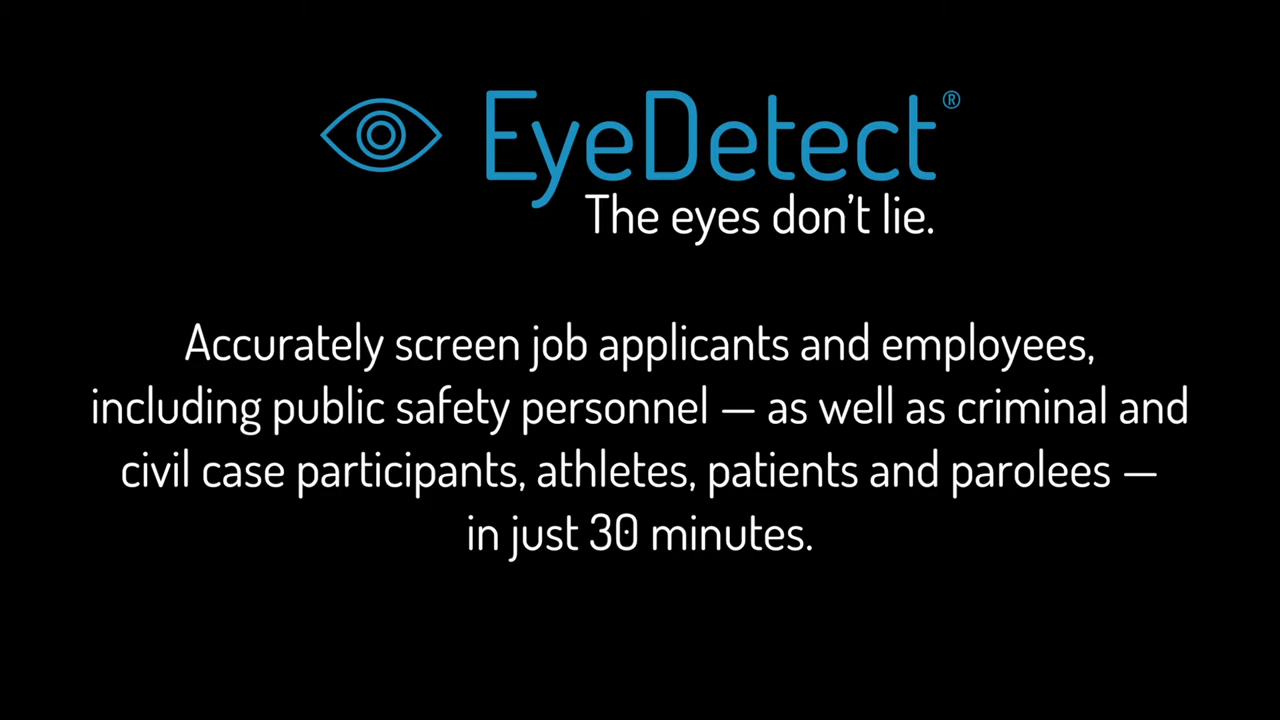 EyeDetect®
The eyes don't lie.
Accurately screen job applicants and employees,
including public safety personnel — as well as criminal and
civil case participants, athletes, patients and parolees —
in just 30 minutes.